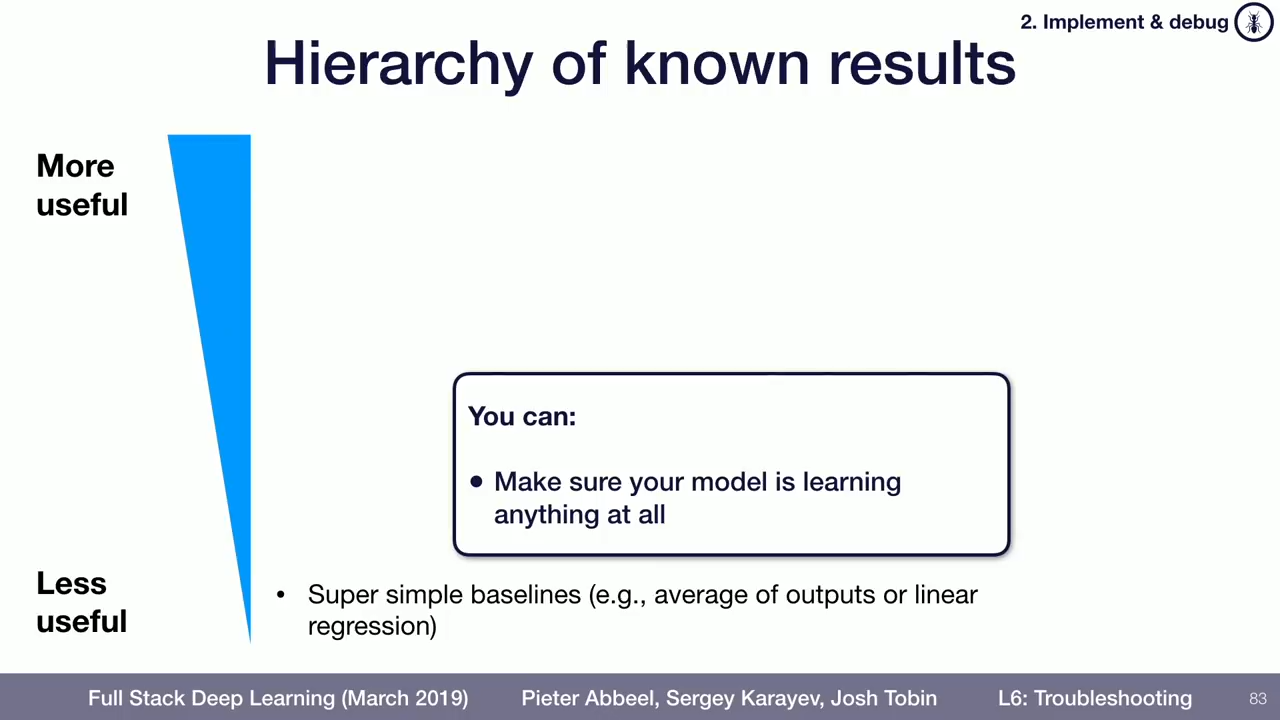 2. Implement & debug
Hierarchy of known results
More
useful
You can:
• Make sure your model is learning
anything at all
Less
useful
• Super simple baselines (e.g., average of outputs or linear
regression)
Full Stack Deep Learning (March 2019) Pieter Abbeel, Sergey Karayev, Josh Tobin L6: Troubleshooting 83